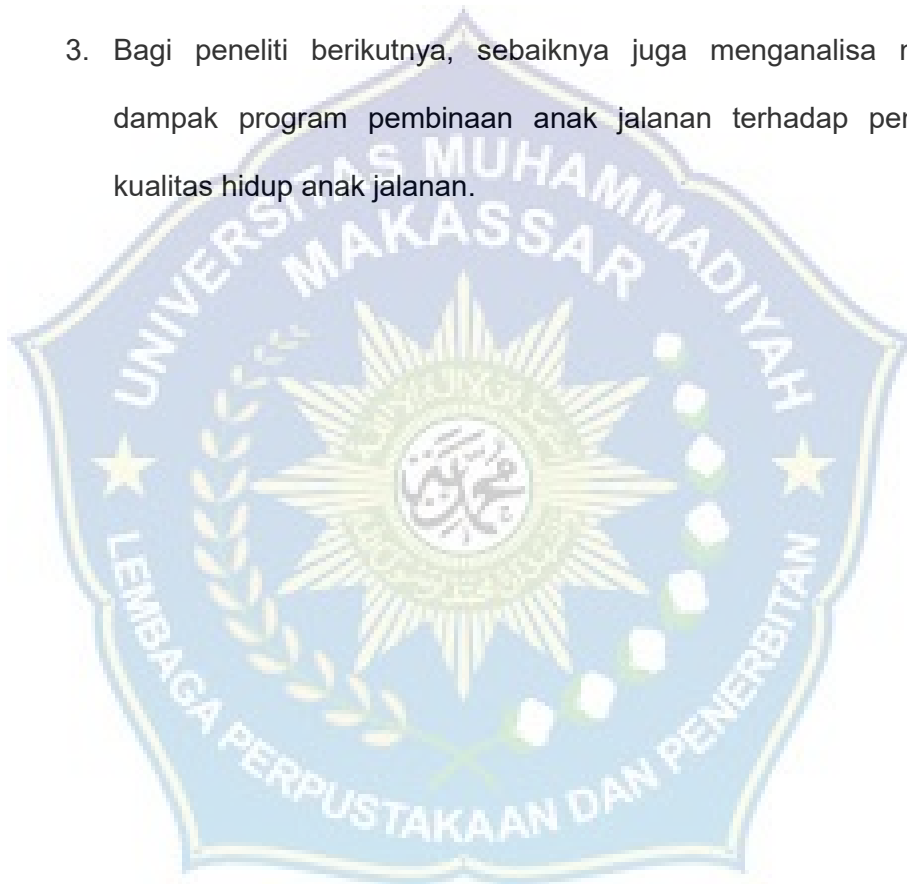 3. Bagi peneliti berikutnya, sebaiknya juga menganalisa
dampak program pembinaan anak jalanan terhadap
kualitas hidup anak jalanan.
UNIVERSITAS MUHAMMADIYAH
MAKASSAR
LEMBAGA PERPUSTAKAAN DAN PENERBITAN